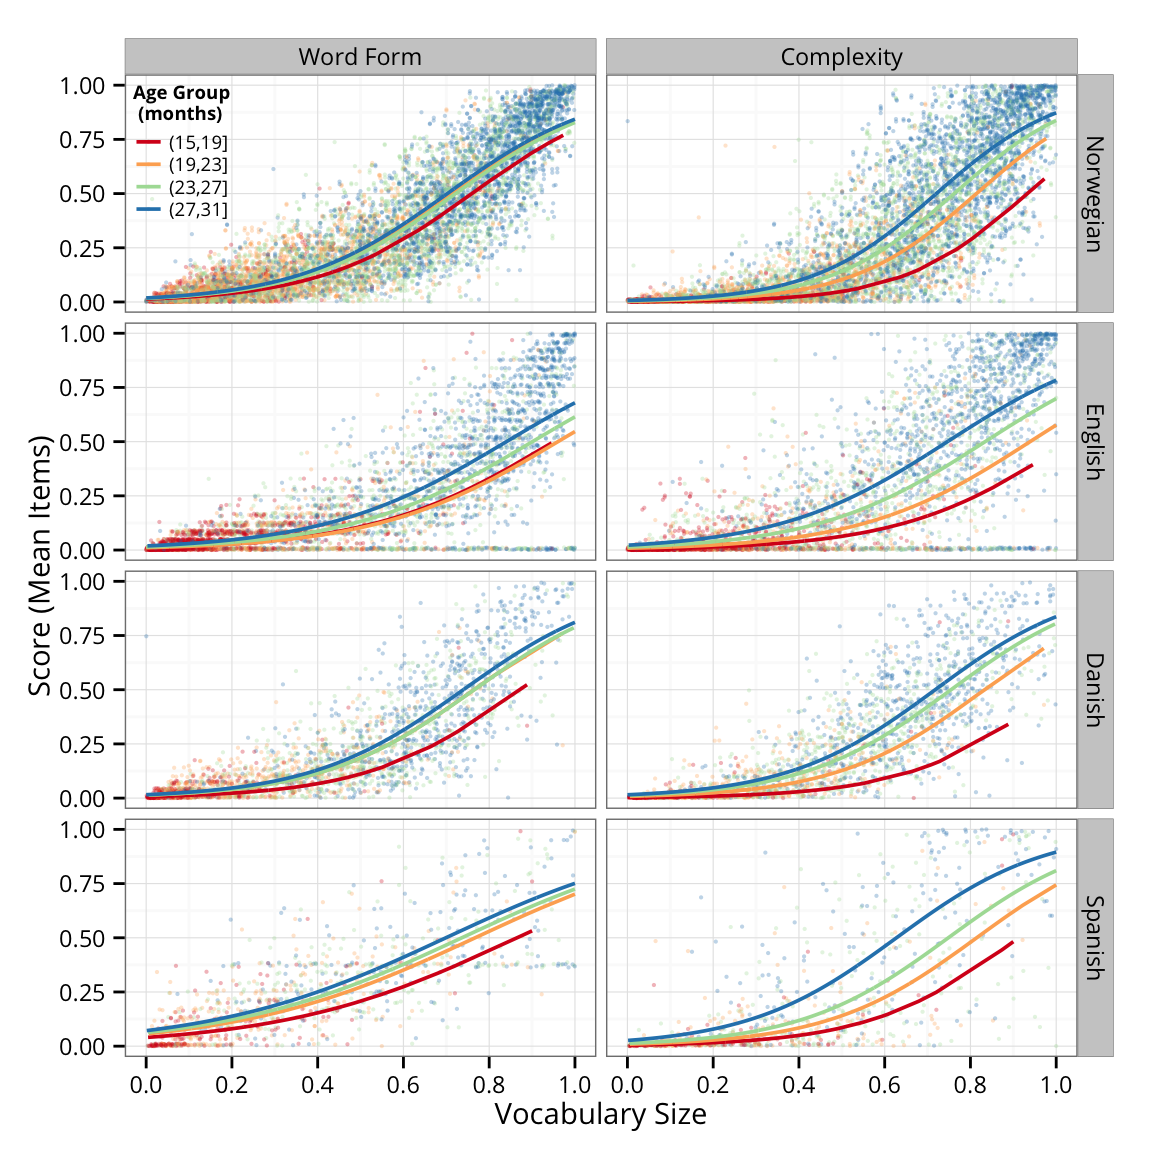 Word Form
Complexity
Age Group
(months)
(15,19]
(19,23]
(23,27]
(27,31]
1.00
0.75
0.50
0.25
0.00
Norwegian
1.00
0.75
0.50
0.25
0.00
English
1.00
0.75
0.50
0.25
0.00
Danish
1.00
0.75
0.50
0.25
0.00
Spanish
Score (Mean Items)
0.0 0.2 0.4 0.6 0.8 1.0
0.0 0.2 0.4 0.6 0.8 1.0
Vocabulary Size